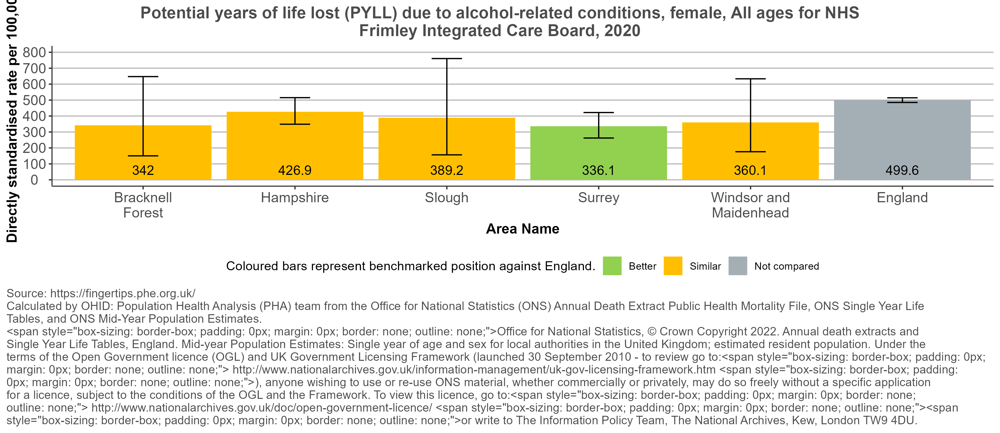 Potential years of life lost (PYLL) due to alcohol-related conditions, female, All ages for NHS
Frimley Integrated Care Board, 2020
Directly standardised rate per
800
700
600
500
400
300
200
100
0
342
426.9
389.2
336.1
360.1
499.6
Bracknell
Forest
Hampshire
Slough
Surrey
Windsor and
Maidenhead
England
Area Name
Coloured bars represent benchmarked position against England. Better Similar Not compared
Source: https://fingertips.phe.org.uk/
Calculated by OHID: Population Health Analysis (PHA) team from the Office for National Statistics (ONS) Annual Death Extract Public Health Mortality File, ONS Single Year Life
Tables, and ONS Mid-Year Population Estimates.
<span style="box-sizing: border-box; padding: 0px; margin: 0px; border: none; outline: none;">Office for National Statistics, © Crown Copyright 2022. Annual death extracts and
Single Year Life Tables, England. Mid-year Population Estimates: Single year of age and sex for local authorities in the United Kingdom; estimated resident population. Under the
terms of the Open Government licence (OGL) and UK Government Licensing Framework (launched 30 September 2010 - to review go to:<span style="box-sizing: border-box; padding: 0px;
margin: 0px; border: none; outline: none;"> http://www.nationalarchives.gov.uk/information-management/uk-gov-licensing-framework.htm <span style="box-sizing: border-box; padding:
0px; margin: 0px; border: none; outline: none;">), anyone wishing to use or re-use ONS material, whether commercially or privately, may do so freely without a specific application
for a licence, subject to the conditions of the OGL and the Framework. To view this licence, go to:<span style="box-sizing: border-box; padding: 0px; margin: 0px; border: none;
outline: none;"> http://www.nationalarchives.gov.uk/doc/open-government-licence/ <span style="box-sizing: border-box; padding: 0px; margin: 0px; border: none; outline: none;"><span
style="box-sizing: border-box; padding: 0px; margin: 0px; border: none; outline: none;">or write to The Information Policy Team, The National Archives, Kew, London TW9 4DU.